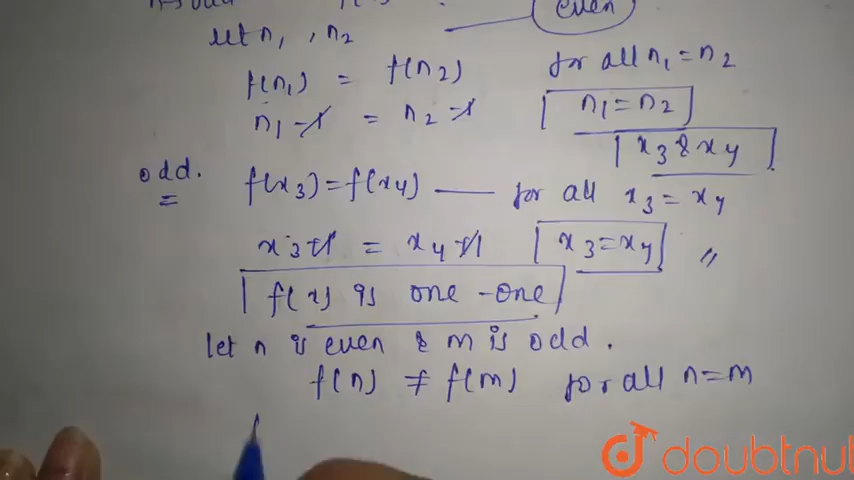 even
let n₁, n₂
f(n₁) = f(n₂) for all n₁ = n₂
n₁ - 1 = n₂ - 1 n₁ = n₂
x₃ & x₄
odd. f(x₃) = f(x₄) — for all x₃ = x₄
x₃ + 1 = x₄ + 1 x₃ = x₄ "
f(x) is one-one
let n is even & m is odd.
f(n) ≠ f(m) for all n = m
doubtnut